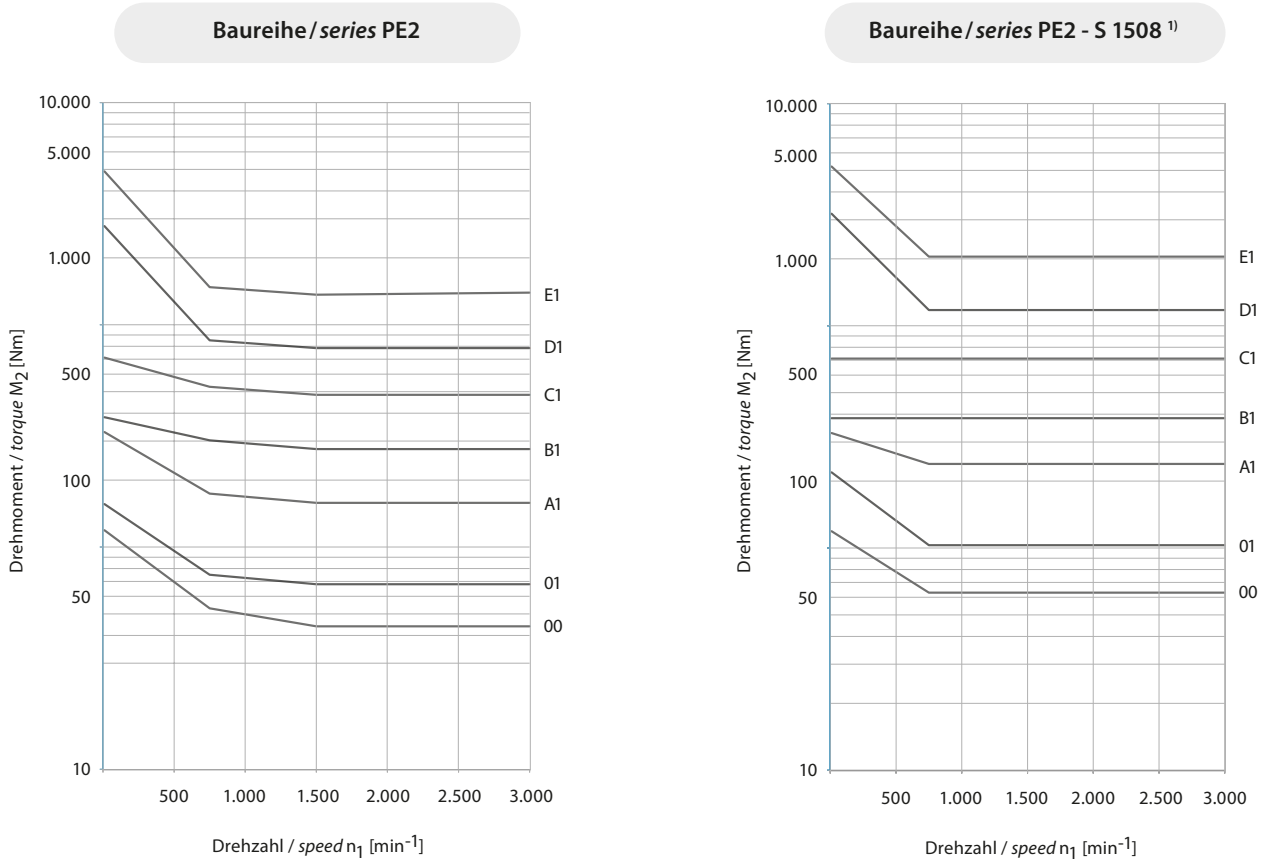 Baureihe/series PE2
10.000
5.000
1.000
500
100
50
10
Drehmoment / torque M2 [Nm]
E1
D1
C1
B1
A1
01
00
500 1.000 1.500 2.000 2.500 3.000
Drehzahl / speed n1 [min-1]
Baureihe/series PE2 - S 1508 1)
10.000
5.000
1.000
500
100
50
10
Drehmoment / torque M2 [Nm]
E1
D1
C1
B1
A1
01
00
500 1.000 1.500 2.000 2.500 3.000
Drehzahl / speed n1 [min-1]